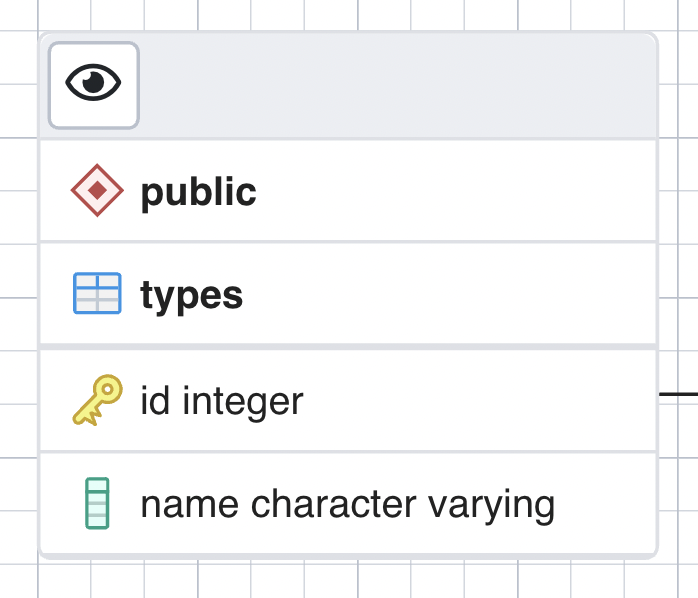 public
types
id integer
name character varying